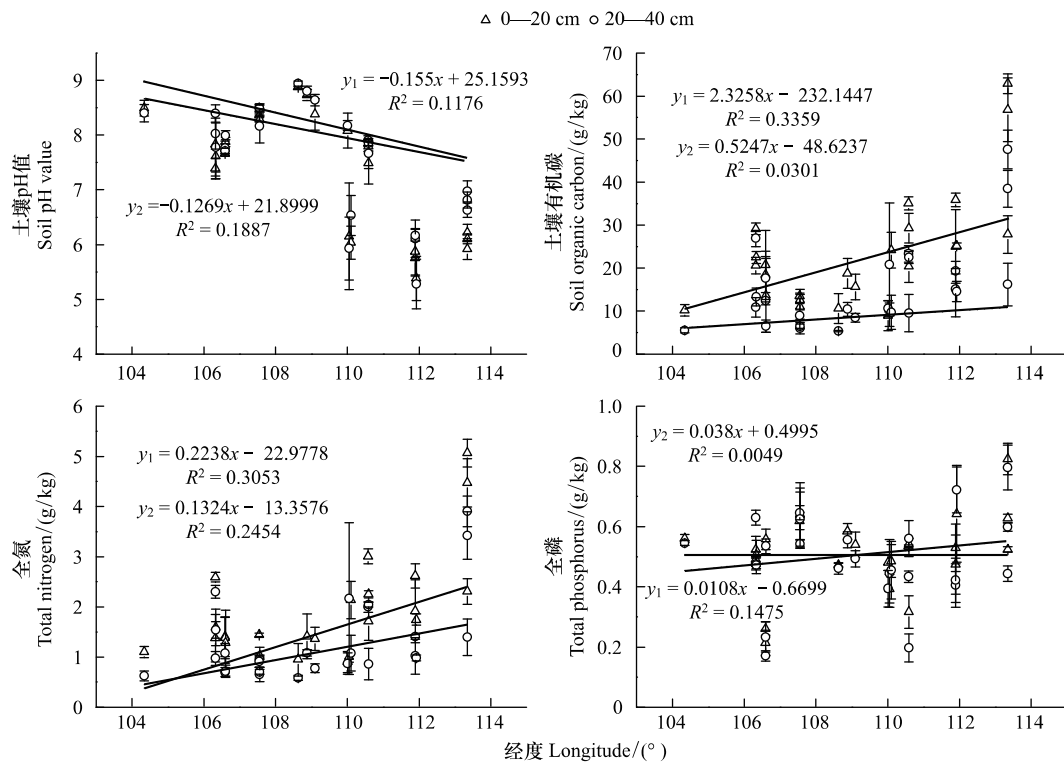 0—20 cm 20—40 cm
土壤pH值
Soil pH value
9
8
7
6
5
4
y₁ = −0.155x + 25.1593
R² = 0.1176
y₂ = −0.1269x + 21.8999
R² = 0.1887
104 106 108 110 112 114
土壤有机碳
Soil organic carbon/(g/kg)
70
60
50
40
30
20
10
0
y₁ = 2.3258x − 232.1447
R² = 0.3359
y₂ = 0.5247x − 48.6237
R² = 0.0301
104 106 108 110 112 114
全氮
Total nitrogen/(g/kg)
6
5
4
3
2
1
0
y₁ = 0.2238x − 22.9778
R² = 0.3053
y₂ = 0.1324x − 13.3576
R² = 0.2454
104 106 108 110 112 114
全磷
Total phosphorus/(g/kg)
1.0
0.8
0.6
0.4
0.2
0.0
y₂ = 0.038x + 0.4995
R² = 0.0049
y₁ = 0.0108x − 0.6699
R² = 0.1475
104 106 108 110 112 114
经度 Longitude/(° )